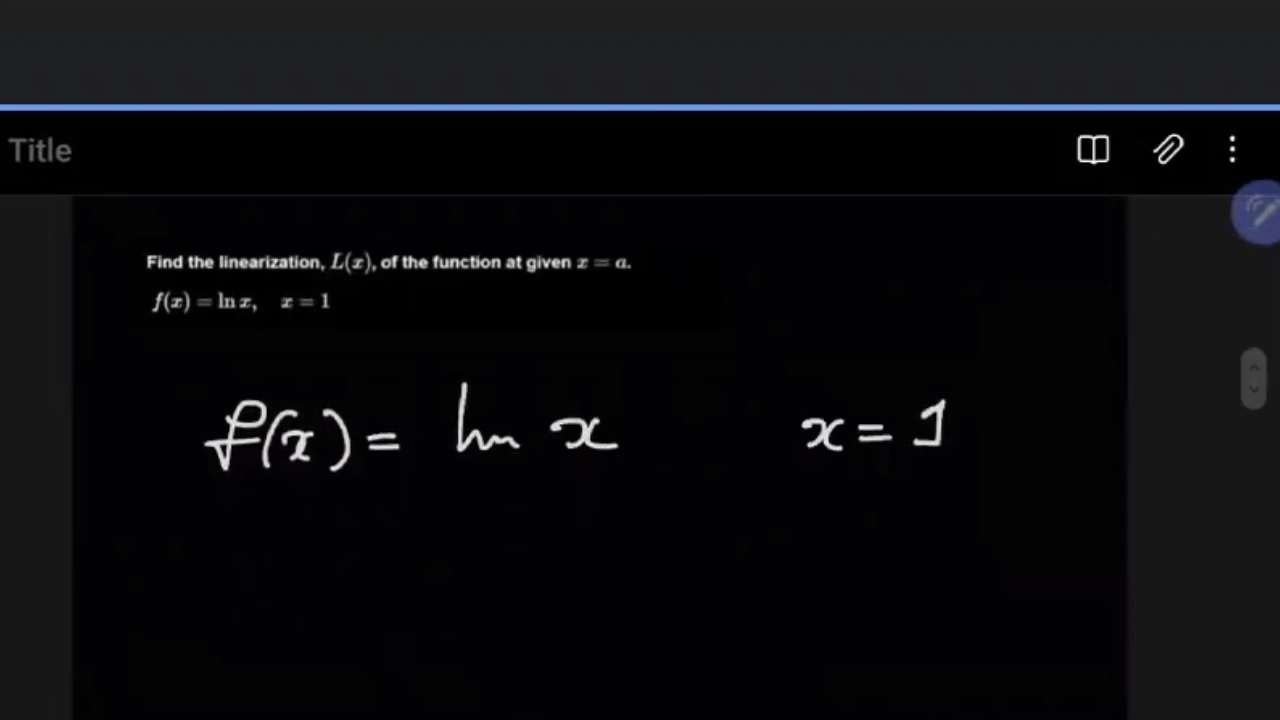 Title
Find the linearization, L(x), of the function at given x = a.
f(x) = ln x, x = 1
f(x) = ln x x = 1